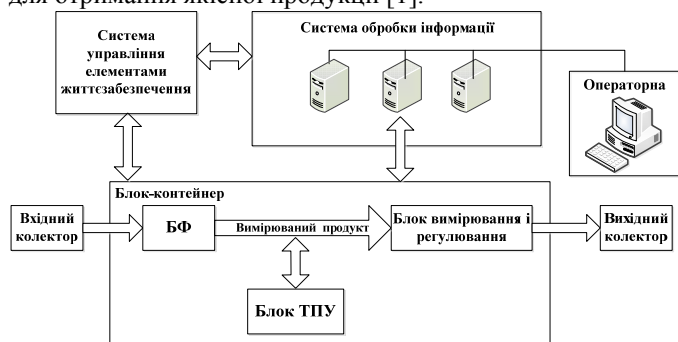 для отримання якісної продукції [1].
Система
управління
елементами
життєзабезпечення
Система обробки інформації
Операторна
Блок-контейнер
Вхідний
колектор
БФ
Вимірюваний продукт
Блок вимірювання і
регулювання
Вихідний
колектор
Блок ТПУ